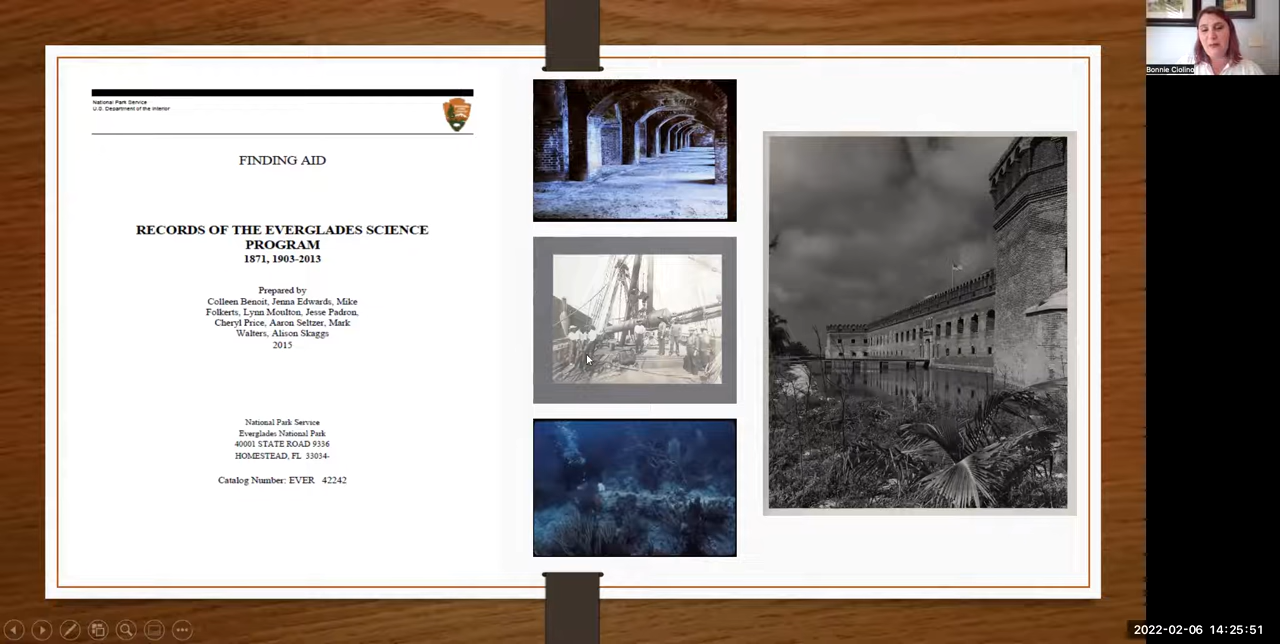 National Park Service
U.S. Department of the Interior
FINDING AID
RECORDS OF THE EVERGLADES SCIENCE
PROGRAM
1871, 1903-2013
Prepared by
Colleen Benoit, Jenna Edwards, Mike
Folkerts, Lynn Moulton, Jesse Padron,
Cheryl Price, Aaron Seltzer, Mark
Walters, Alison Skaggs
2015
National Park Service
Everglades National Park
40001 STATE ROAD 9336
HOMESTEAD, FL 33034-
Catalog Number: EVER 42242
Bonnie Ciolino
2022-02-06 14:25:51